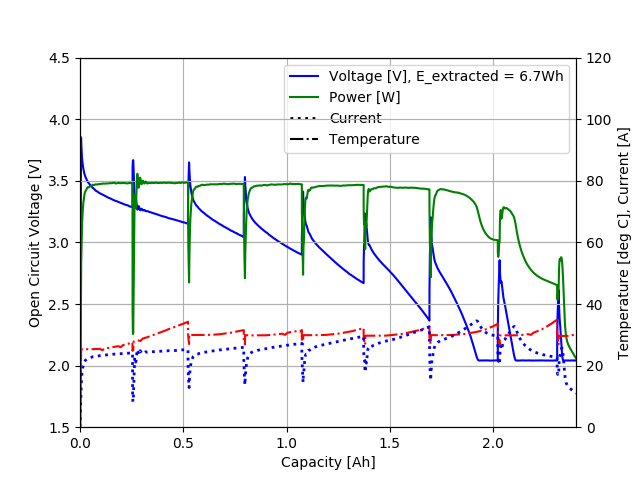 4.5
4.0
3.5
3.0
2.5
2.0
1.5
Open Circuit Voltage [V]
0.0
0.5
1.0
1.5
2.0
Capacity [Ah]
120
100
80
60
40
20
0
Temperature [deg C], Current [A]
Voltage [V], E_extracted = 6.7Wh
Power [W]
Current
Temperature